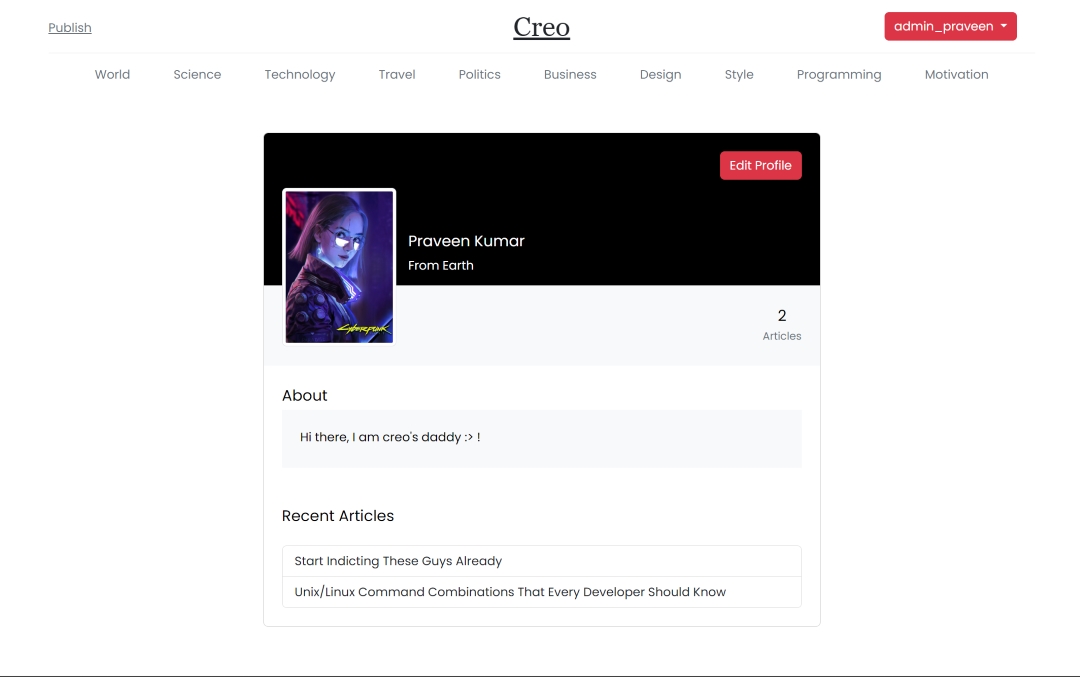 Publish
Creo
admin_praveen
World Science Technology Travel Politics Business Design Style Programming Motivation
Edit Profile
Praveen Kumar
From Earth
Cyberpunk
2
Articles
About
Hi there, I am creo's daddy :> !
Recent Articles
Start Indicting These Guys Already
Unix/Linux Command Combinations That Every Developer Should Know